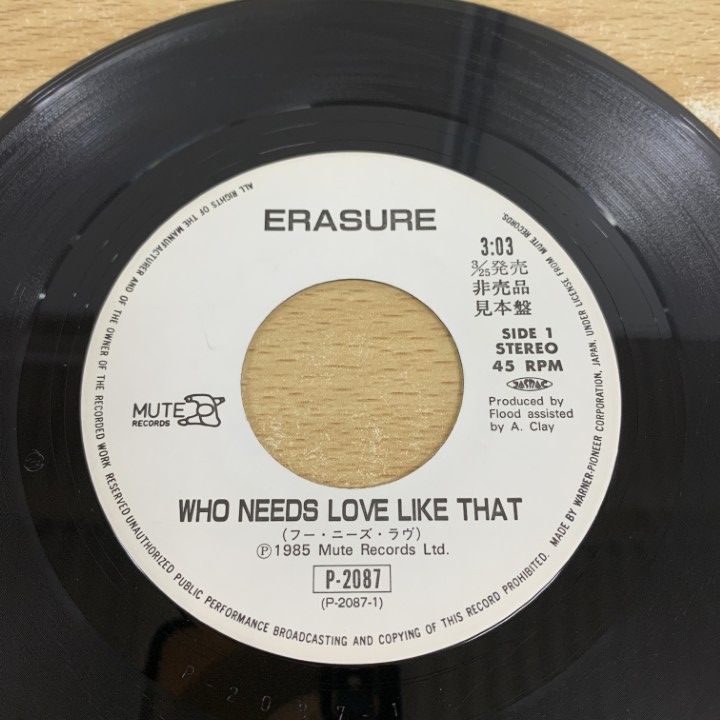 ERASURE
3:03
3/25発売
非売品
見本盤
SIDE 1
STEREO
45 RPM
JASRAC
Produced by
Flood assisted
by A. Clay
MUTE
RECORDS
WHO NEEDS LOVE LIKE THAT
(フー・ニーズ・ラヴ)
Ⓟ1985 Mute Records Ltd.
P-2087
(P-2087-1)
ALL RIGHTS OF THE MANUFACTURER AND OF THE OWNER OF THE RECORDED WORK RESERVED UNAUTHORIZED PUBLIC PERFORMANCE BROADCASTING AND COPYING OF THIS RECORD PROHIBITED. MADE BY WARNER-PIONEER CORPORATION, JAPAN. UNDER LICENSE FROM MUTE RECORDS.
P-2087-1